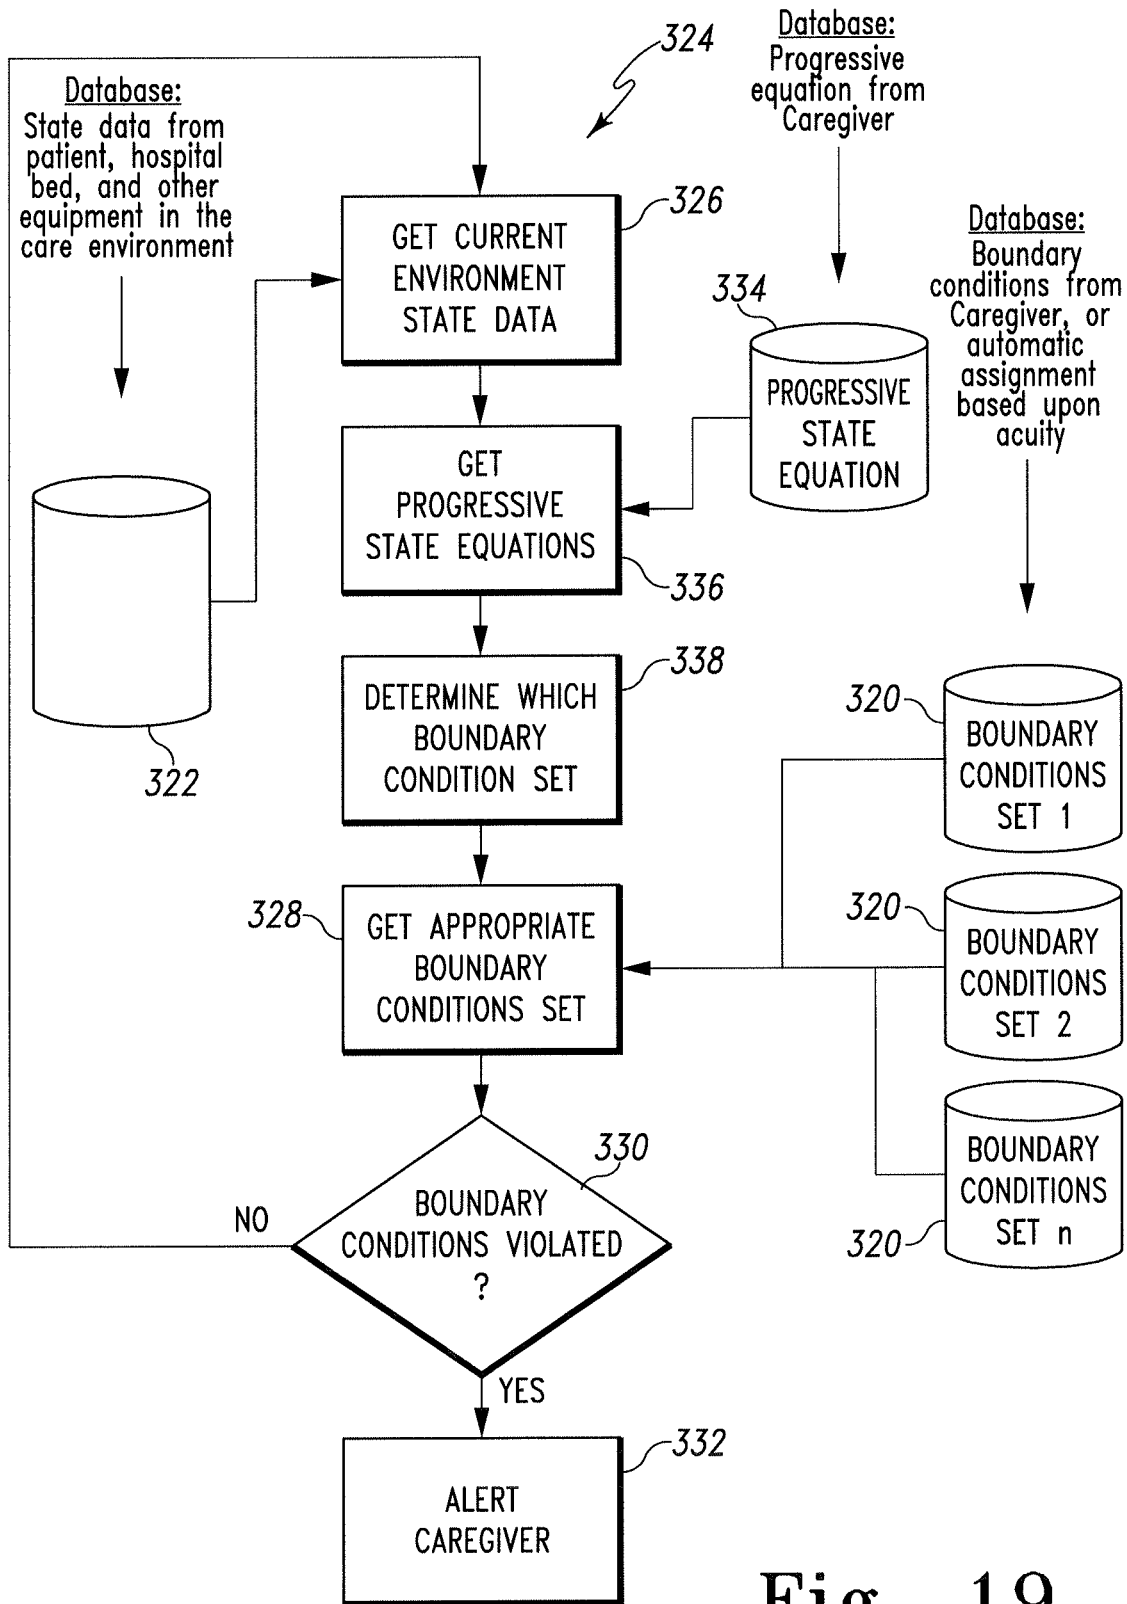 324
Database:
Progressive
equation from
Caregiver
Database:
State data from
patient, hospital
bed, and other
equipment in the
care environment
326
GET CURRENT
ENVIRONMENT
STATE DATA
Database:
Boundary
conditions from
Caregiver, or
automatic
assignment
based upon
acuity
334
PROGRESSIVE
STATE
EQUATION
GET
PROGRESSIVE
STATE EQUATIONS
336
322
338
DETERMINE WHICH
BOUNDARY
CONDITION SET
320
BOUNDARY
CONDITIONS
SET 1
328
GET APPROPRIATE
BOUNDARY
CONDITIONS SET
320
BOUNDARY
CONDITIONS
SET 2
330
BOUNDARY
CONDITIONS VIOLATED
?
NO
YES
320
BOUNDARY
CONDITIONS
SET n
332
ALERT
CAREGIVER
Fig. 19